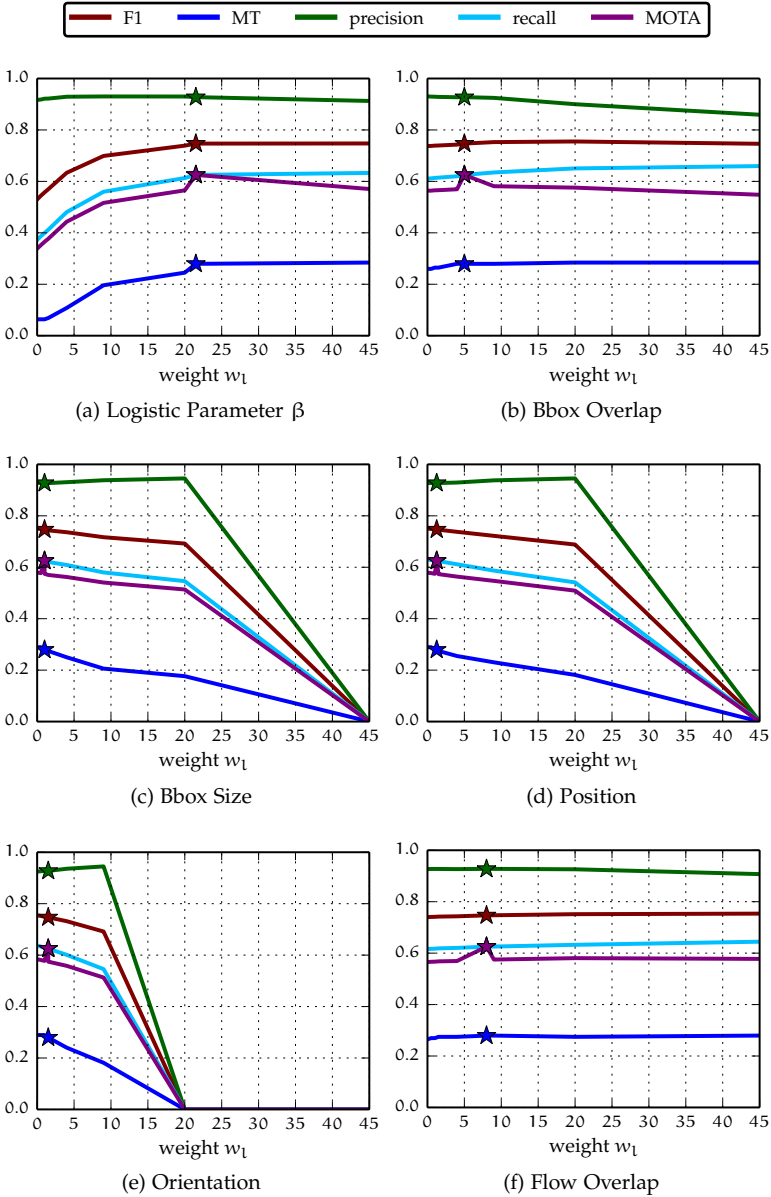 F1 MT precision recall MOTA
1.0
0.8
0.6
0.4
0.2
0.0
0 5 10 15 20 25 30 35 40 45
weight wl
(a) Logistic Parameter β
1.0
0.8
0.6
0.4
0.2
0.0
0 5 10 15 20 25 30 35 40 45
weight wl
(b) Bbox Overlap
1.0
0.8
0.6
0.4
0.2
0.0
0 5 10 15 20 25 30 35 40 45
weight wl
(c) Bbox Size
1.0
0.8
0.6
0.4
0.2
0.0
0 5 10 15 20 25 30 35 40 45
weight wl
(d) Position
1.0
0.8
0.6
0.4
0.2
0.0
0 5 10 15 20 25 30 35 40 45
weight wl
(e) Orientation
1.0
0.8
0.6
0.4
0.2
0.0
0 5 10 15 20 25 30 35 40 45
weight wl
(f) Flow Overlap